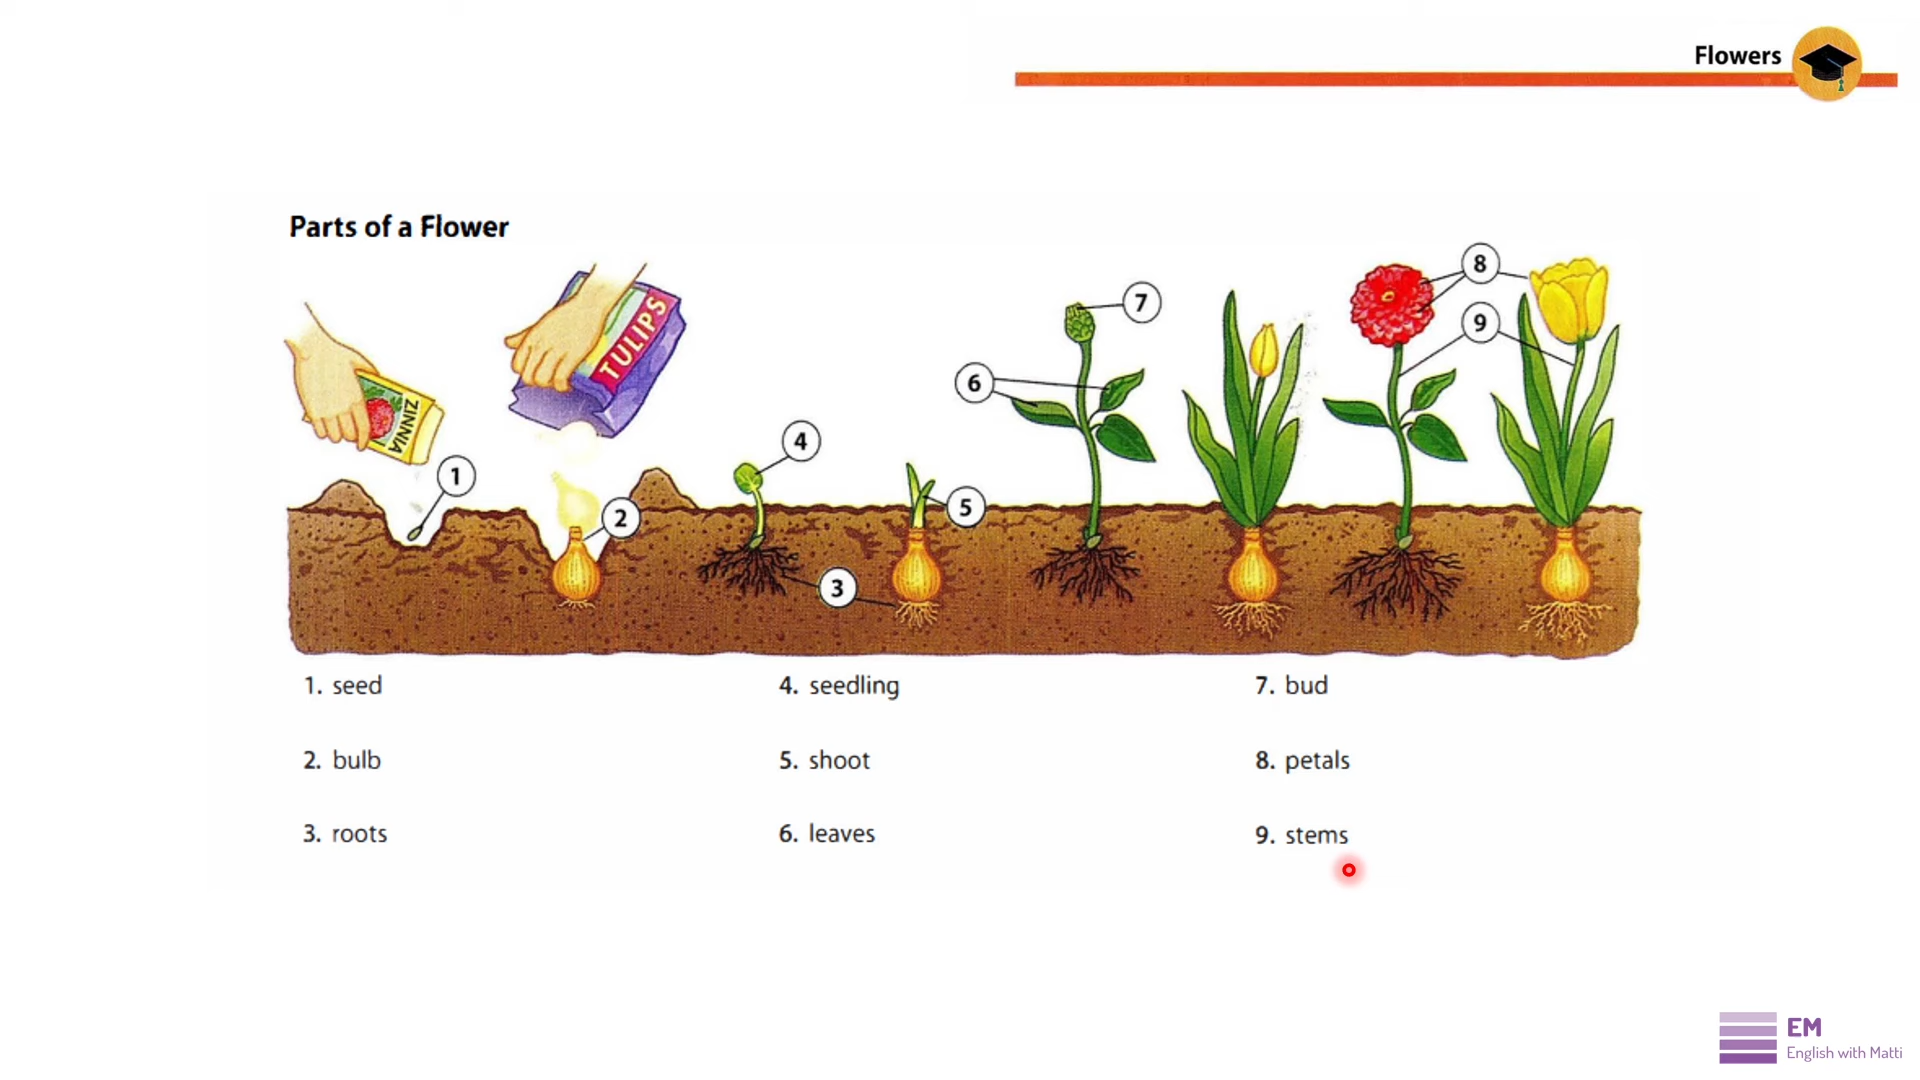 Flowers
Parts of a Flower
TULIPS
ZINNIA
1
2
3
4
5
6
7
8
9
1. seed
2. bulb
3. roots
4. seedling
5. shoot
6. leaves
7. bud
8. petals
9. stems
EM
English with Matti